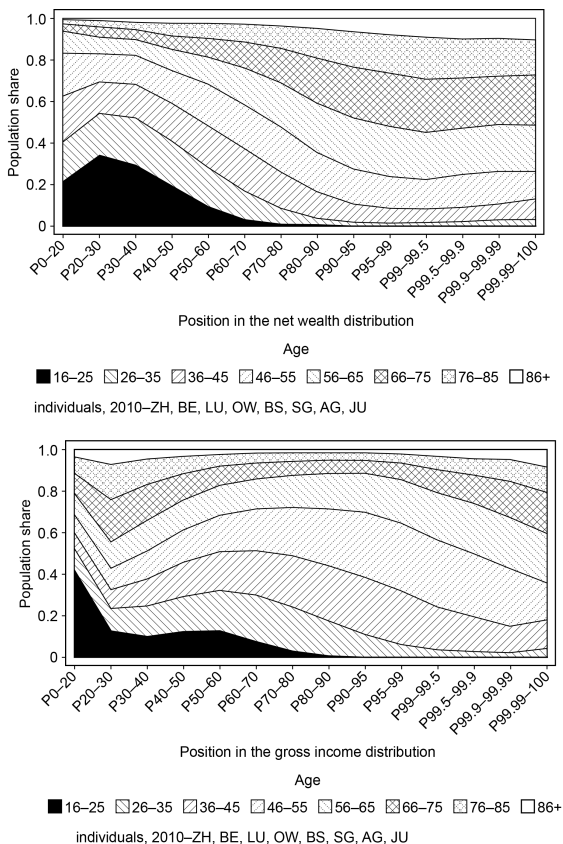 1.0
0.8
0.6
0.4
0.2
0
Population share
P0–20
P20–30
P30–40
P40–50
P50–60
P60–70
P70–80
P80–90
P90–95
P95–99
P99–99.5
P99.5–99.9
P99.9–99.99
P99.99–100
Position in the net wealth distribution
Age
16–25 26–35 36–45 46–55 56–65 66–75 76–85 86+
individuals, 2010–ZH, BE, LU, OW, BS, SG, AG, JU
1.0
0.8
0.6
0.4
0.2
0
Population share
P0–20
P20–30
P30–40
P40–50
P50–60
P60–70
P70–80
P80–90
P90–95
P95–99
P99–99.5
P99.5–99.9
P99.9–99.99
P99.99–100
Position in the gross income distribution
Age
16–25 26–35 36–45 46–55 56–65 66–75 76–85 86+
individuals, 2010–ZH, BE, LU, OW, BS, SG, AG, JU